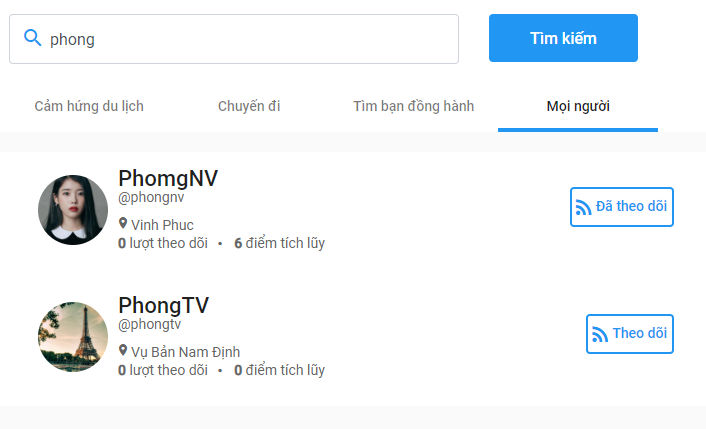 phong
Tìm kiếm
Cảm hứng du lịch
Chuyến đi
Tìm bạn đồng hành
Mọi người
PhomgNV
@phongnv
Vinh Phuc
0 lượt theo dõi • 6 điểm tích lũy
Đã theo dõi
PhongTV
@phongtv
Vụ Bản Nam Định
0 lượt theo dõi • 0 điểm tích lũy
Theo dõi